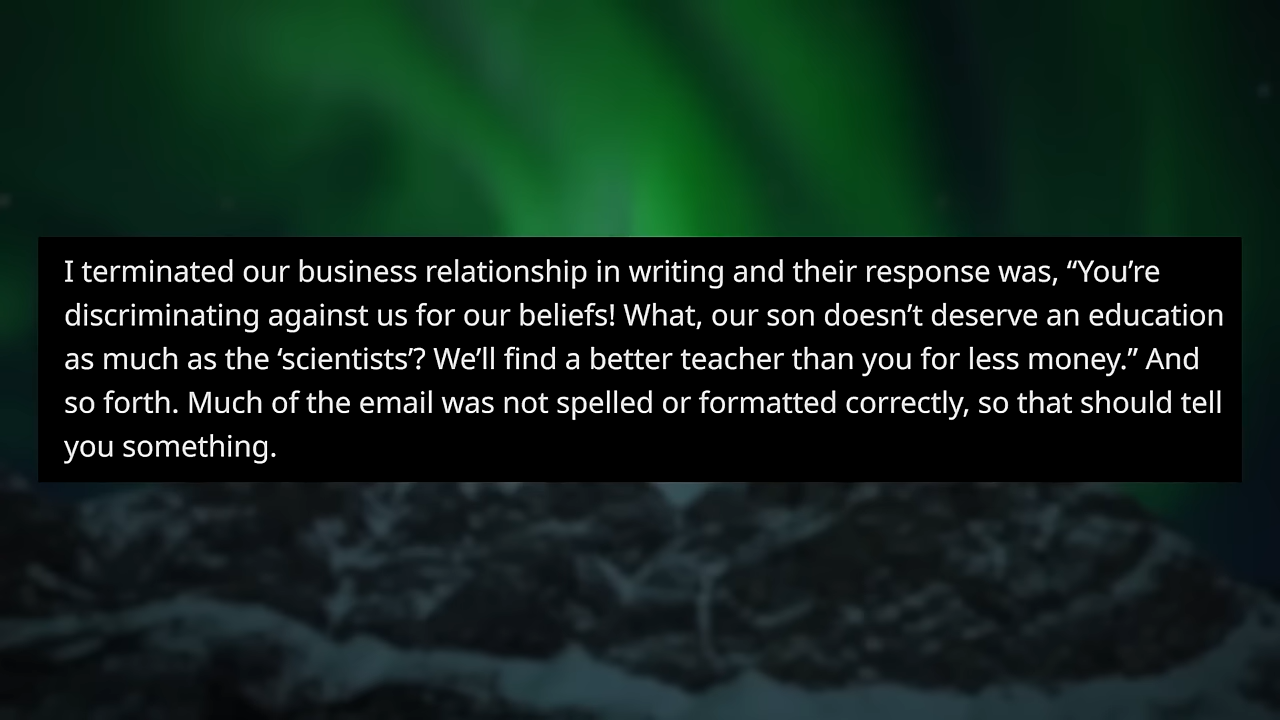 I terminated our business relationship in writing and their response was, “You’re
discriminating against us for our beliefs! What, our son doesn’t deserve an education
as much as the ‘scientists’? We’ll find a better teacher than you for less money.” And
so forth. Much of the email was not spelled or formatted correctly, so that should tell
you something.